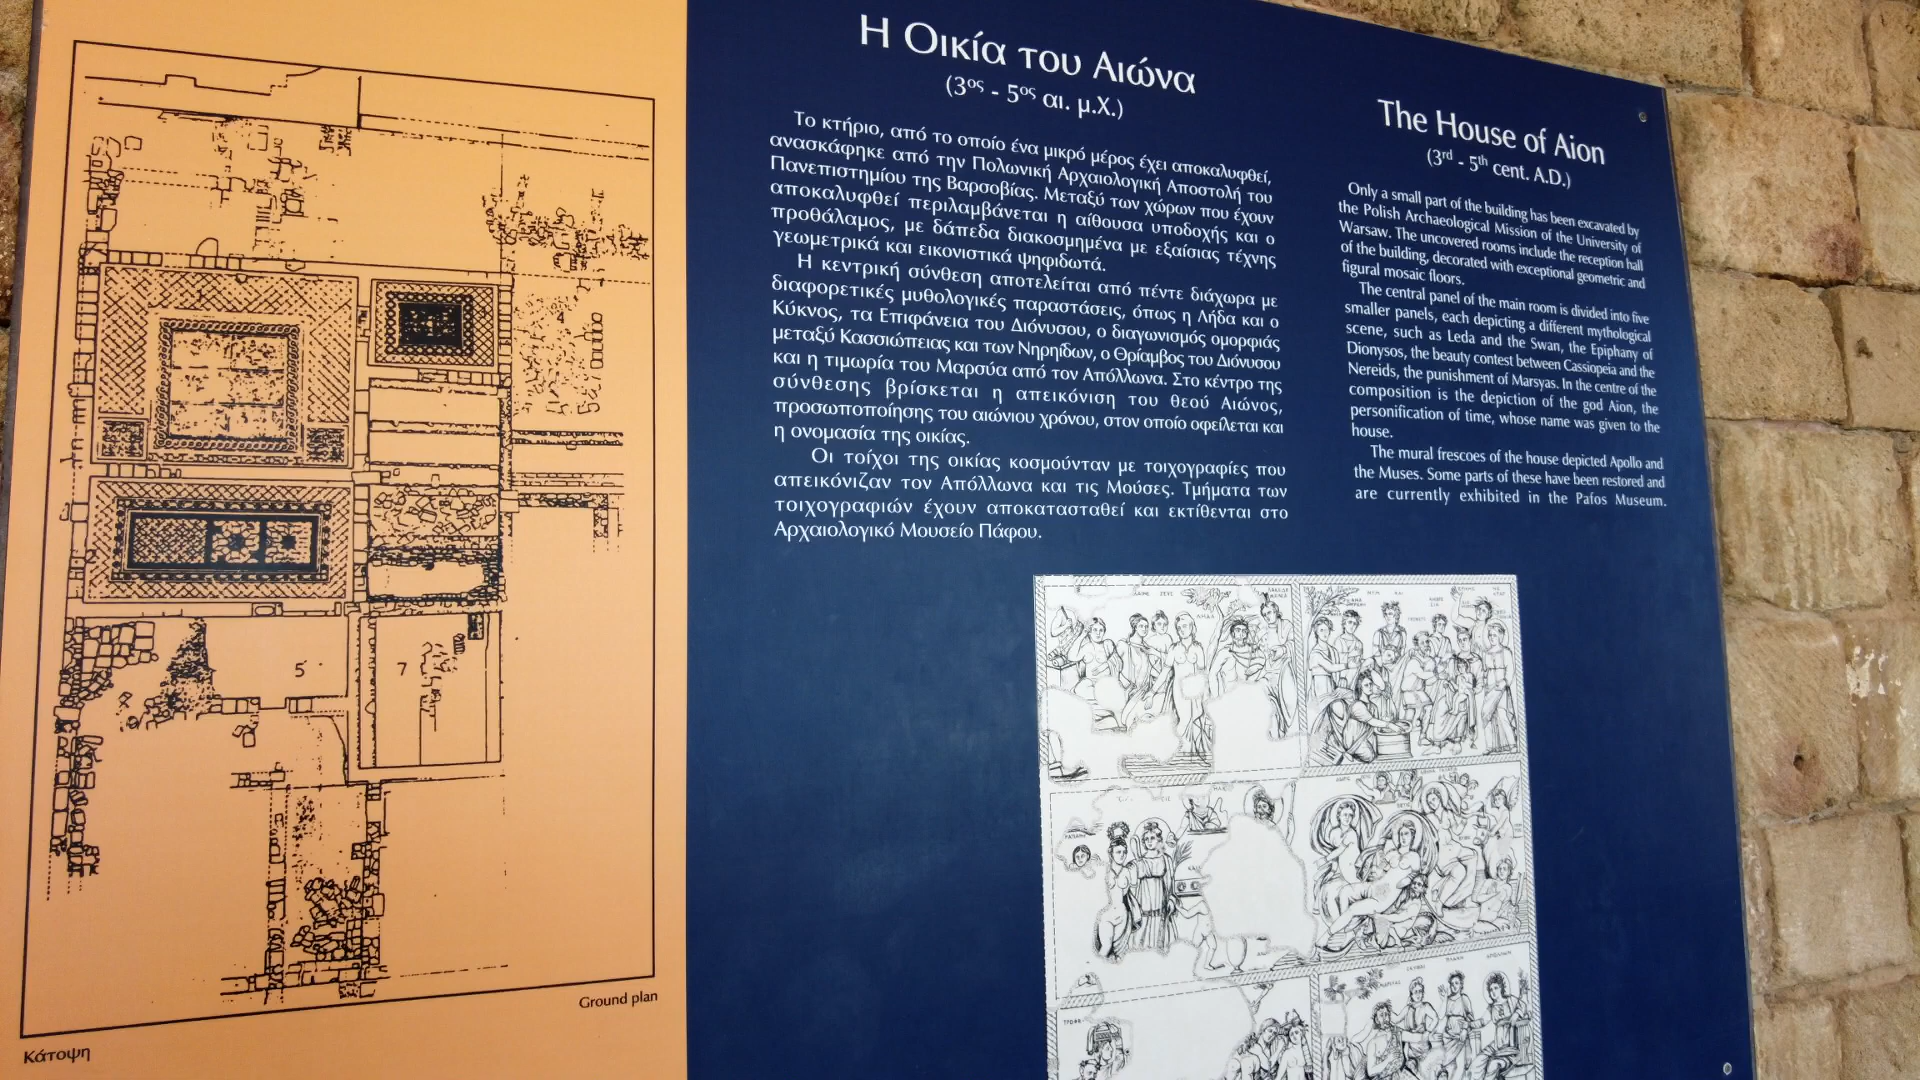 Η Οικία του Αιώνα
(3ος - 5ος αι. μ.Χ.)
Το κτήριο, από το οποίο ένα μικρό μέρος έχει αποκαλυφθεί,
ανασκάφηκε από την Πολωνική Αρχαιολογική Αποστολή του
Πανεπιστημίου της Βαρσοβίας. Μεταξύ των χώρων που έχουν
αποκαλυφθεί περιλαμβάνεται η αίθουσα υποδοχής και ο
προθάλαμος, με δάπεδα διακοσμημένα με εξαίσιας τέχνης
γεωμετρικά και εικονιστικά ψηφιδωτά.
Η κεντρική σύνθεση αποτελείται από πέντε διάχωρα με
διαφορετικές μυθολογικές παραστάσεις, όπως η Λήδα και ο
Κύκνος, τα Επιφάνεια του Διόνυσου, ο διαγωνισμός ομορφιάς
μεταξύ Κασσιώπειας και των Νηρηίδων, ο Θρίαμβος του Διόνυσου
και η τιμωρία του Μαρσύα από τον Απόλλωνα. Στο κέντρο της
σύνθεσης βρίσκεται η απεικόνιση του θεού Αιώνος,
προσωποποίησης του αιώνιου χρόνου, στον οποίο οφείλεται και
η ονομασία της οικίας.
Οι τοίχοι της οικίας κοσμούνταν με τοιχογραφίες που
απεικόνιζαν τον Απόλλωνα και τις Μούσες. Τμήματα των
τοιχογραφιών έχουν αποκατασταθεί και εκτίθενται στο
Αρχαιολογικό Μουσείο Πάφου.
The House of Aion
(3rd - 5th cent. A.D.)
Only a small part of the building has been excavated by
the Polish Archaeological Mission of the University of
Warsaw. The uncovered rooms include the reception hall
of the building, decorated with exceptional geometric and
figural mosaic floors.
The central panel of the main room is divided into five
smaller panels, each depicting a different mythological
scene, such as Leda and the Swan, the Epiphany of
Dionysos, the beauty contest between Cassiopeia and the
Nereids, the punishment of Marsyas. In the centre of the
composition is the depiction of the god Aion, the
personification of time, whose name was given to the
house.
The mural frescoes of the house depicted Apollo and
the Muses. Some parts of these have been restored and
are currently exhibited in the Pafos Museum.
1
4
5
7
Ground plan
Κάτοψη